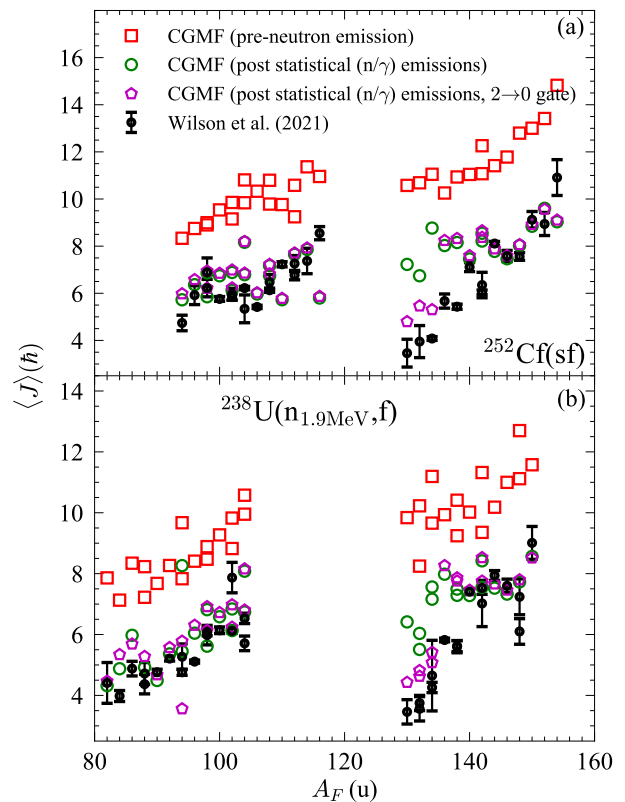 (a)
CGMF (pre-neutron emission)
CGMF (post statistical (n/γ) emissions)
CGMF (post statistical (n/γ) emissions, 2→0 gate)
Wilson et al. (2021)
16
14
12
10
8
6
4
²⁵²Cf(sf)
⟨J⟩(ℏ)
²³⁸U(n₁.₉MeV,f)
(b)
14
12
10
8
6
4
80 100 120 140 160
A_F (u)